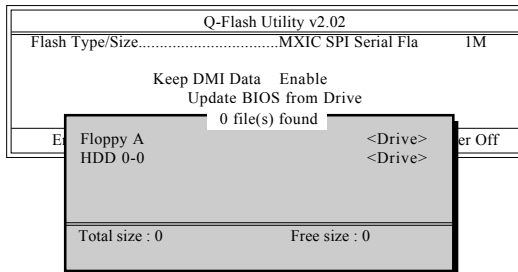 Q-Flash Utility v2.02
Flash Type/Size.................................MXIC SPI Serial Fla 1M
Keep DMI Data Enable
Update BIOS from Drive
0 file(s) found
Floppy A <Drive>
HDD 0-0 <Drive>
Total size : 0 Free size : 0